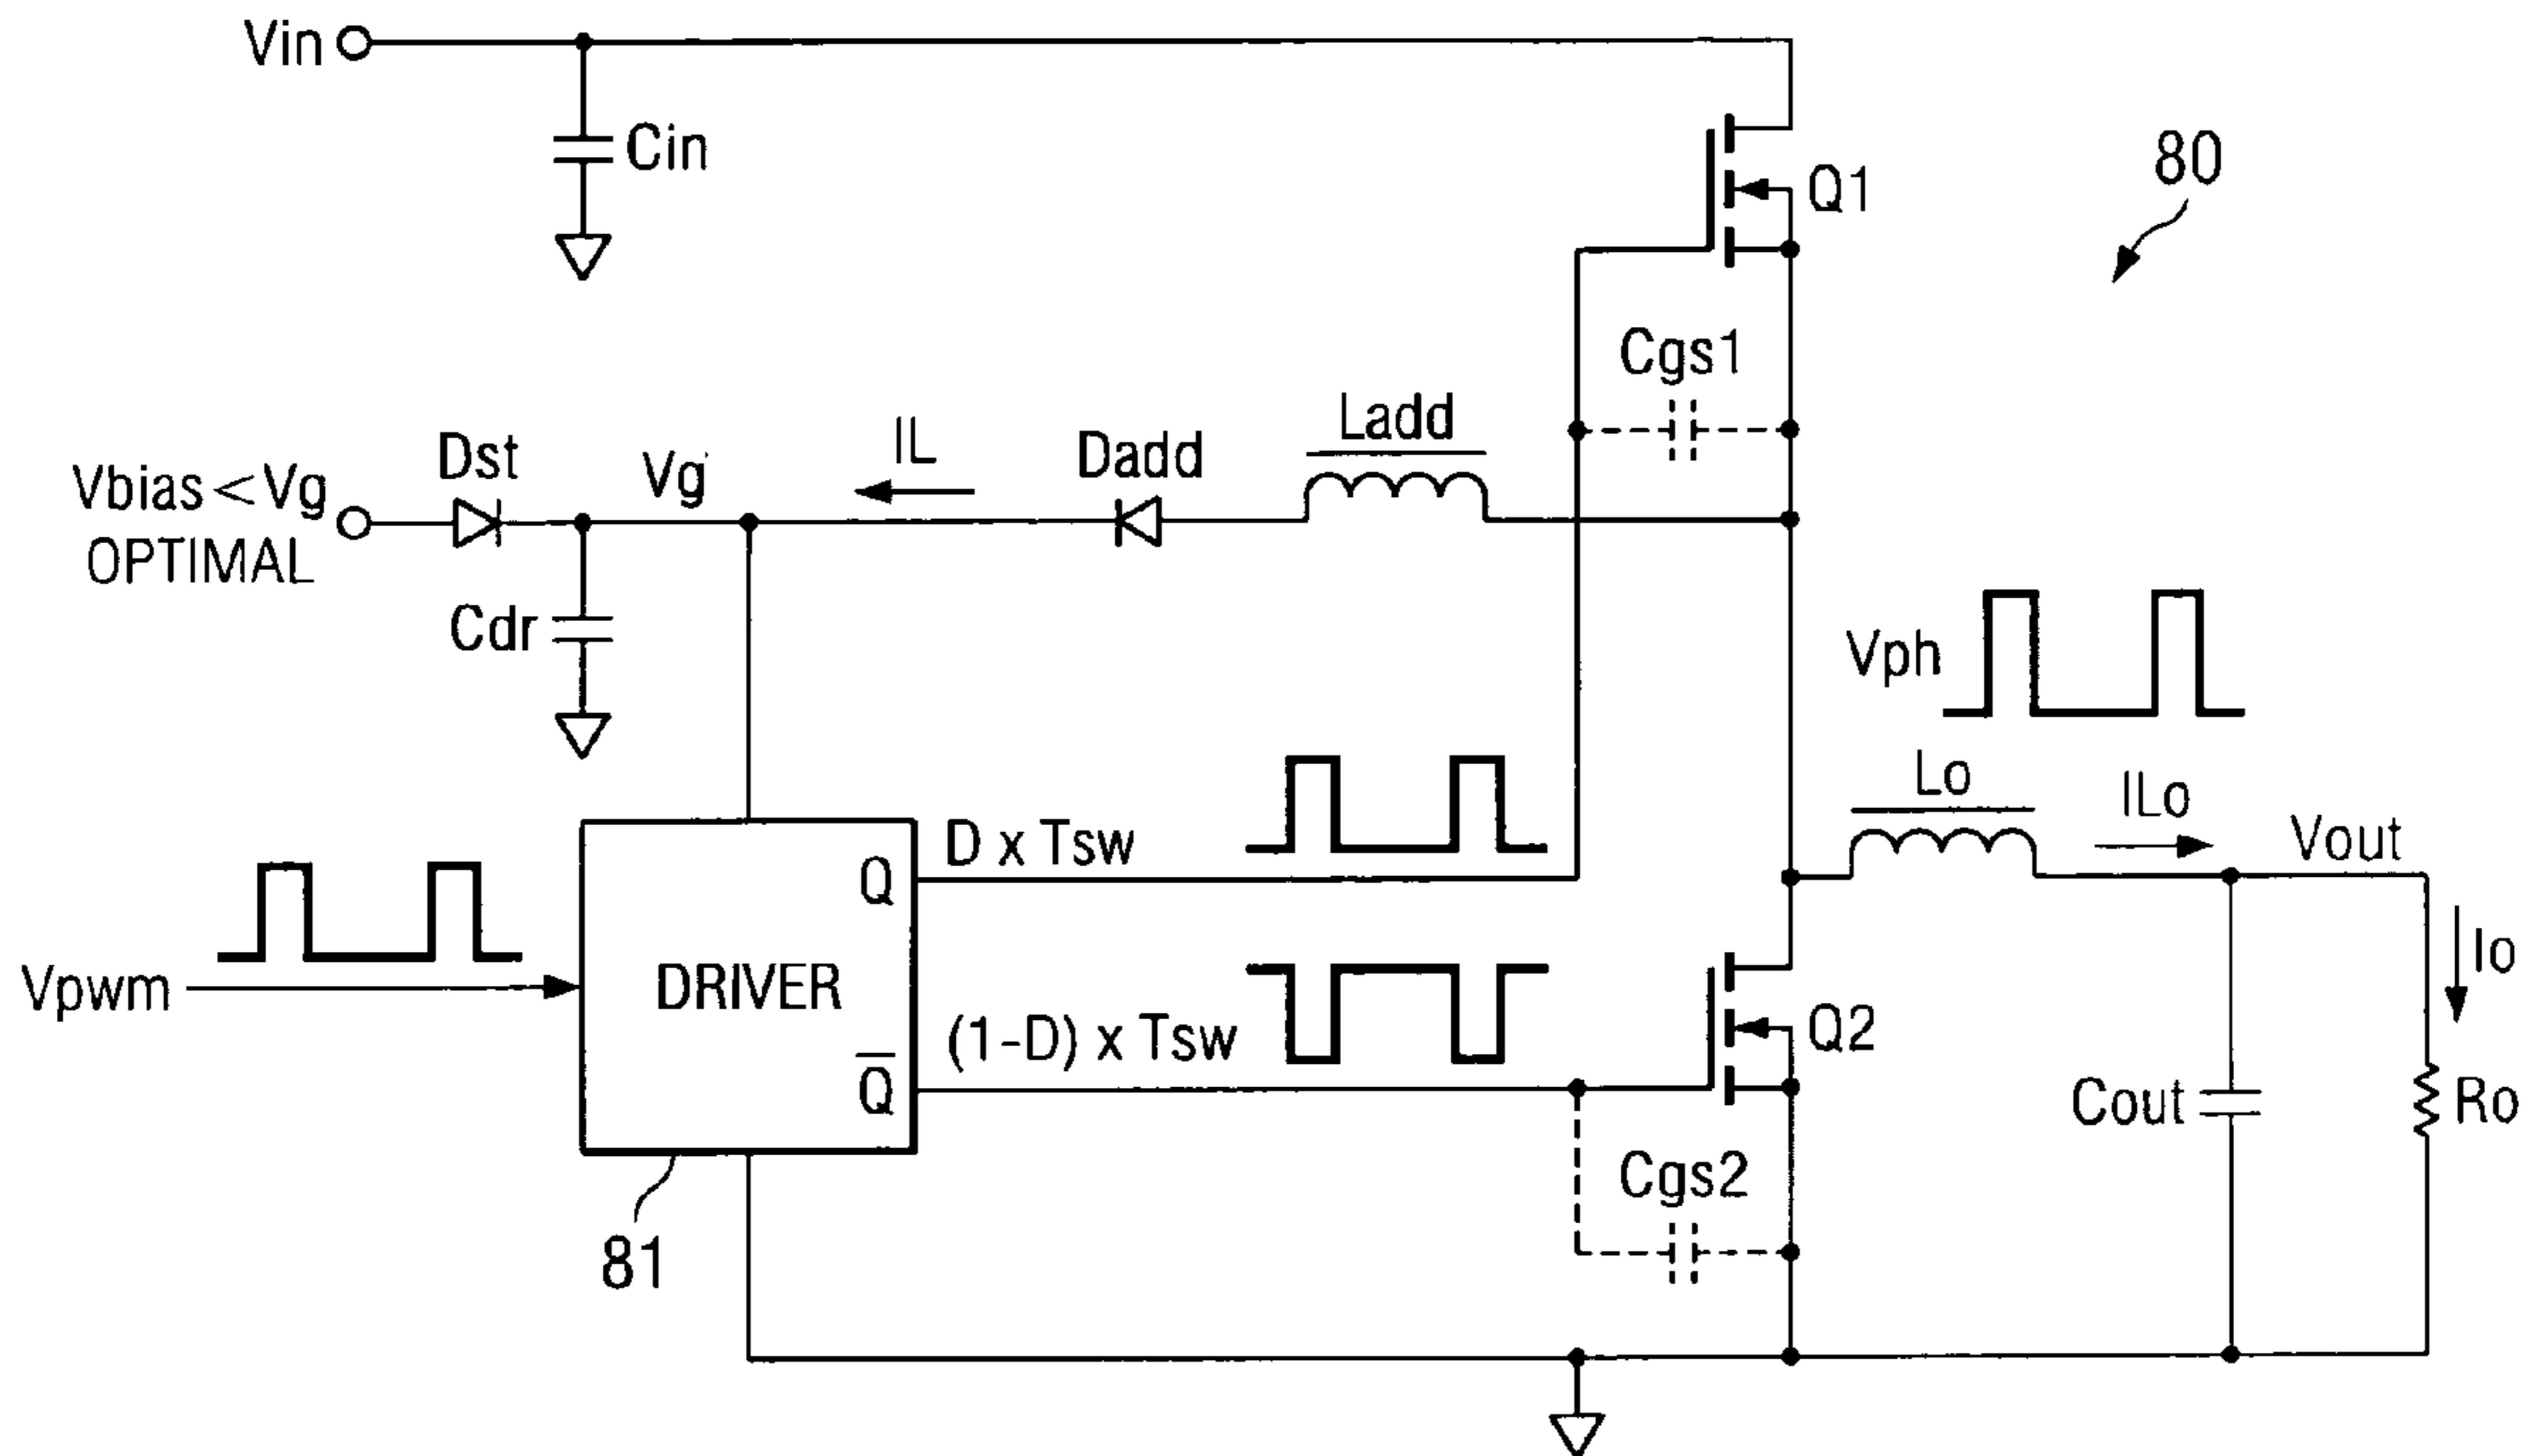 Vin
Cin
Q1
80
Cgs1
Ladd
Dadd
IL
Vg
Dst
Vbias<Vg
OPTIMAL
Cdr
Vph
Lo
ILo
Vout
D x Tsw
Q
Vpwm
DRIVER
Io
(1-D) x Tsw
Q̅
Q2
Cout
Ro
Cgs2
81